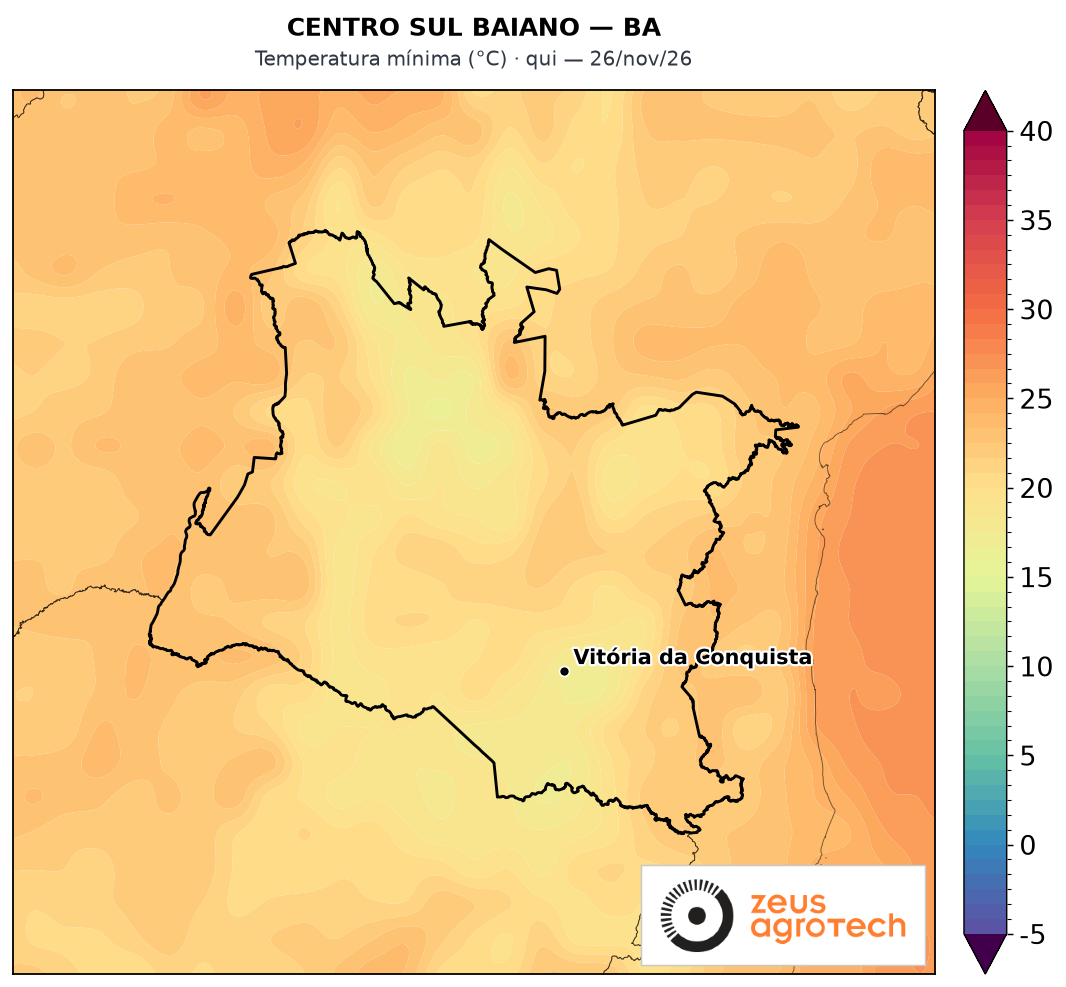 CENTRO SUL BAIANO — BA
Temperatura mínima (°C) · qui — 26/nov/26
40
35
30
25
20
15
10
5
0
-5
Vitória da Conquista
zeus
agrotech